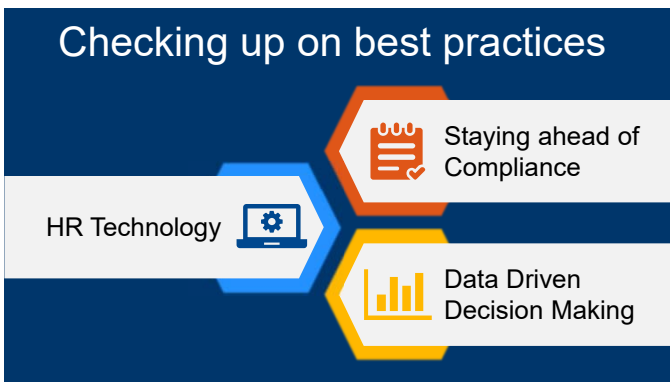 Checking up on best practices
Staying ahead of
Compliance
HR Technology
Data Driven
Decision Making